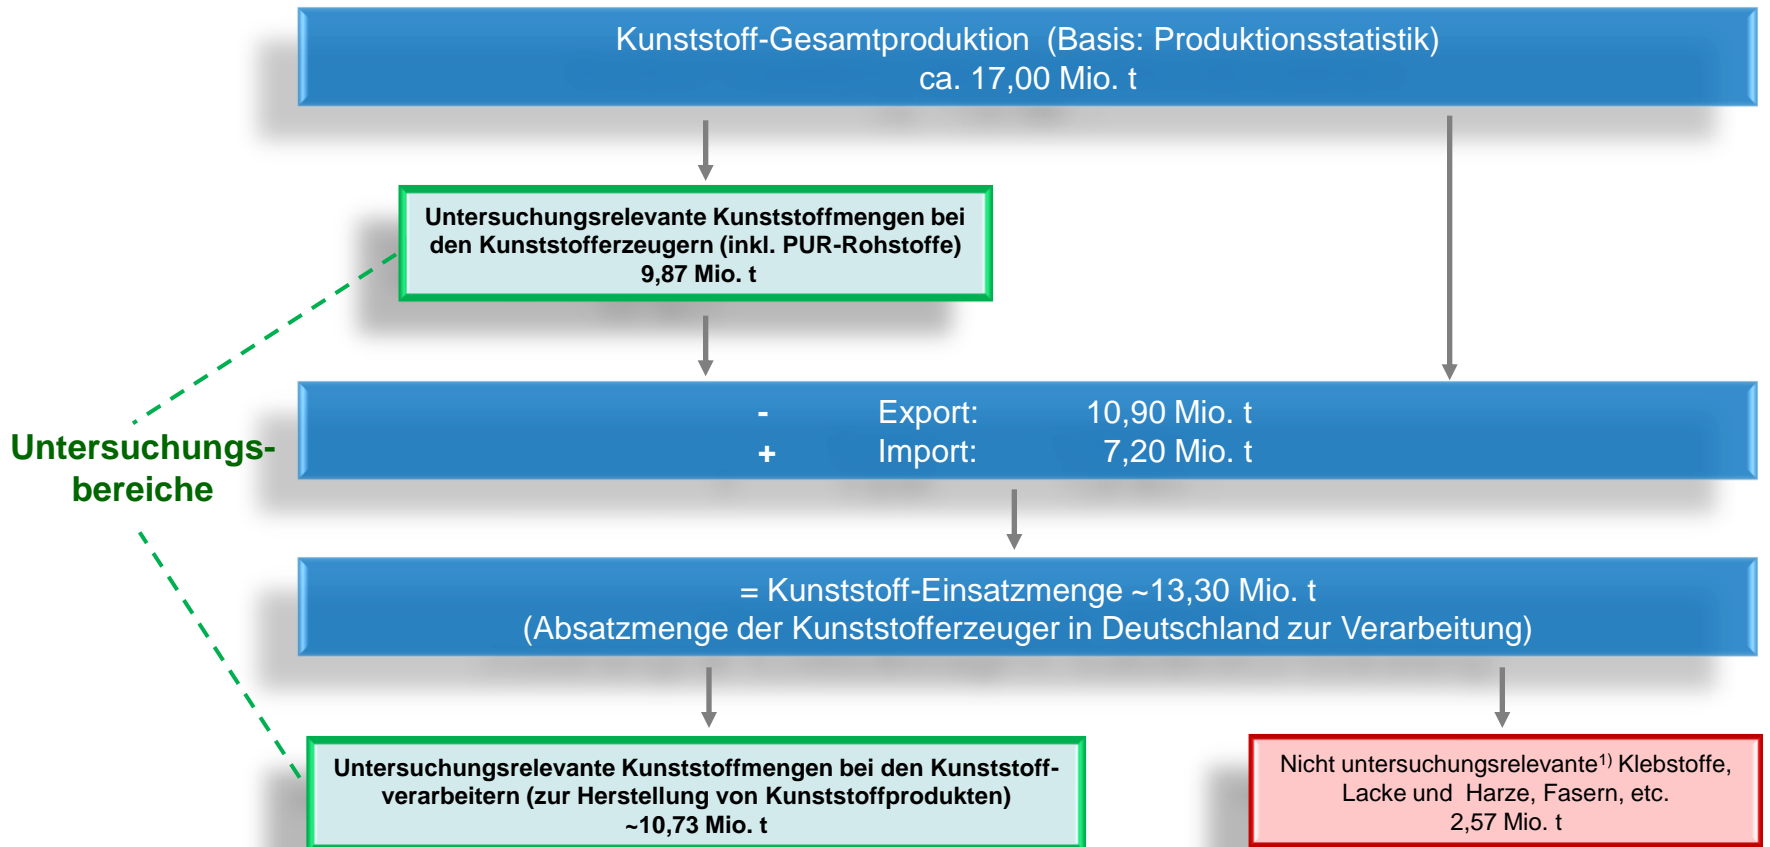 Kunststoff-Gesamtproduktion (Basis: Produktionsstatistik)
ca. 17,00 Mio. t
Untersuchungsrelevante Kunststoffmengen bei
den Kunststofferzeugern (inkl. PUR-Rohstoffe)
9,87 Mio. t
- Export: 10,90 Mio. t
+ Import: 7,20 Mio. t
Untersuchungs-
bereiche
= Kunststoff-Einsatzmenge ~13,30 Mio. t
(Absatzmenge der Kunststofferzeuger in Deutschland zur Verarbeitung)
Untersuchungsrelevante Kunststoffmengen bei den Kunststoff-
verarbeitern (zur Herstellung von Kunststoffprodukten)
~10,73 Mio. t
Nicht untersuchungsrelevante¹⁾ Klebstoffe,
Lacke und Harze, Fasern, etc.
2,57 Mio. t